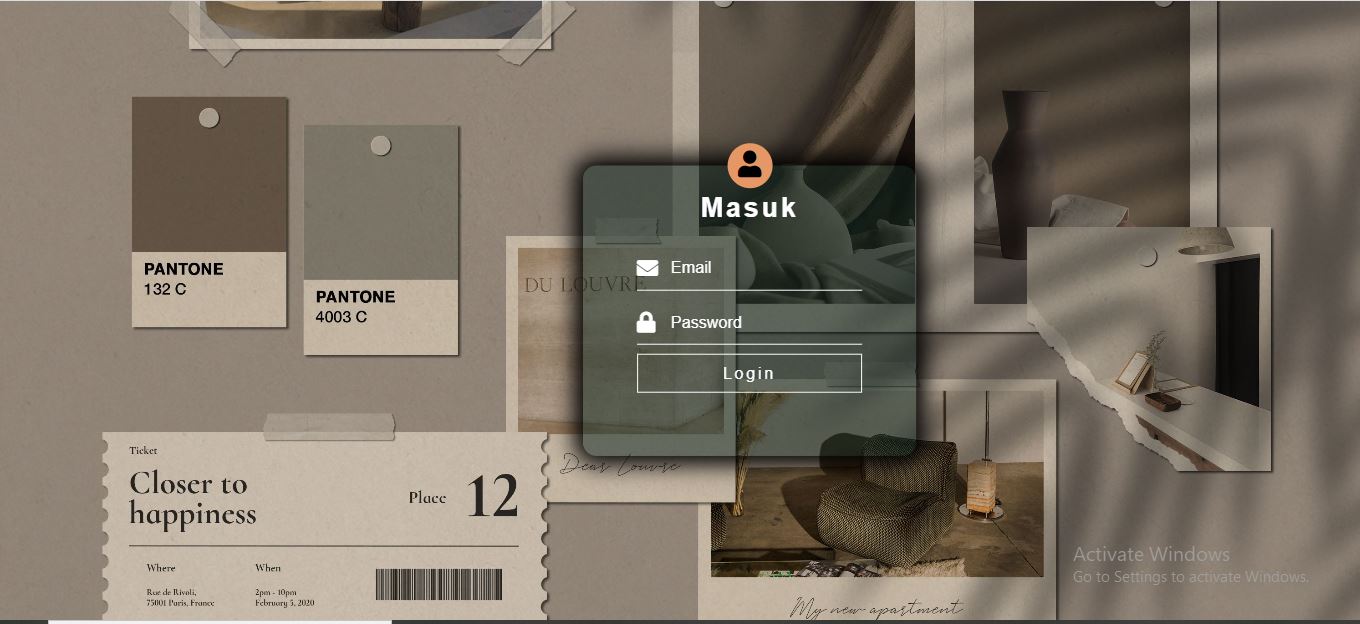 PANTONE
132 C
PANTONE
4003 C
DU LOUVRE
Masuk
Email
Password
Login
Dear Louvre
Ticket
Closer to
happiness
Place
12
Where
When
Rue de Rivoli,
75001 Paris, France
2pm - 10pm
February 5, 2020
My new apartment
Activate Windows
Go to Settings to activate Windows.